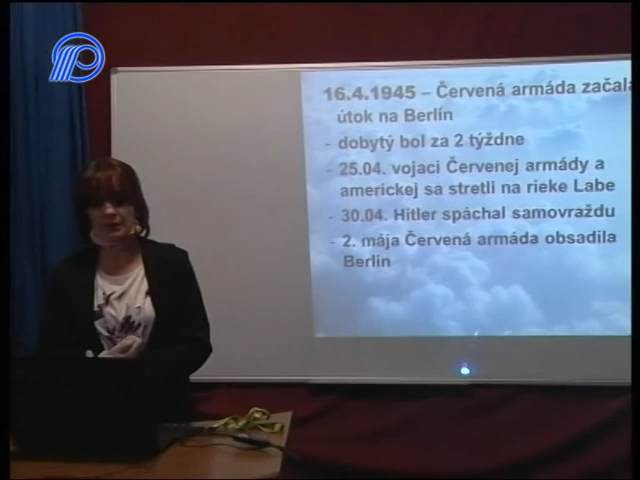 16.4.1945 – Červená armáda začala
útok na Berlín
- dobytý bol za 2 týždne
- 25.04. vojaci Červenej armády a
americkej sa stretli na rieke Labe
- 30.04. Hitler spáchal samovraždu
- 2. mája Červená armáda obsadila
Berlín